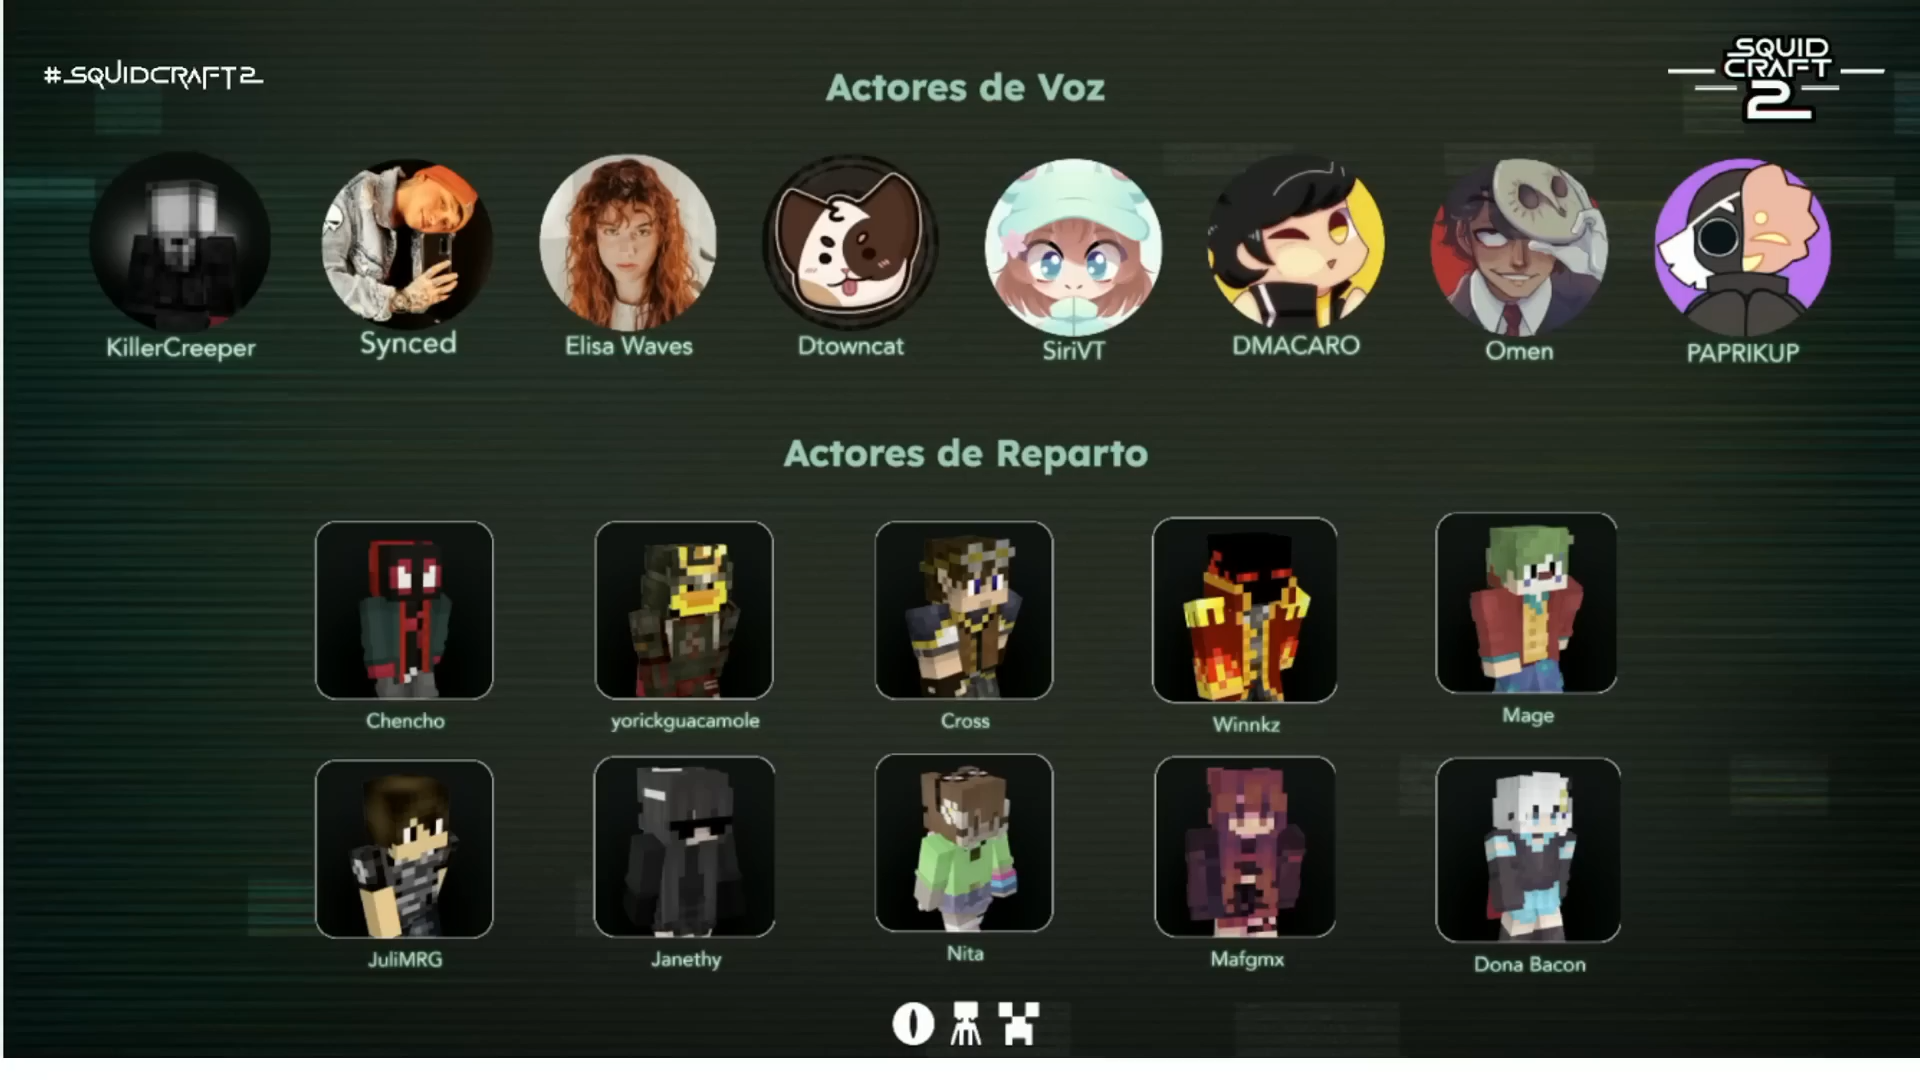 #SQUIDCRAFT2
SQUID
CRAFT
2
Actores de Voz
KillerCreeper
Synced
Elisa Waves
Dtowncat
SiriVT
DMACARO
Omen
PAPRIKUP
Actores de Reparto
Chencho
yorickguacamole
Cross
Winnkz
Mage
JuliMRG
Janethy
Nita
Mafgmx
Dona Bacon